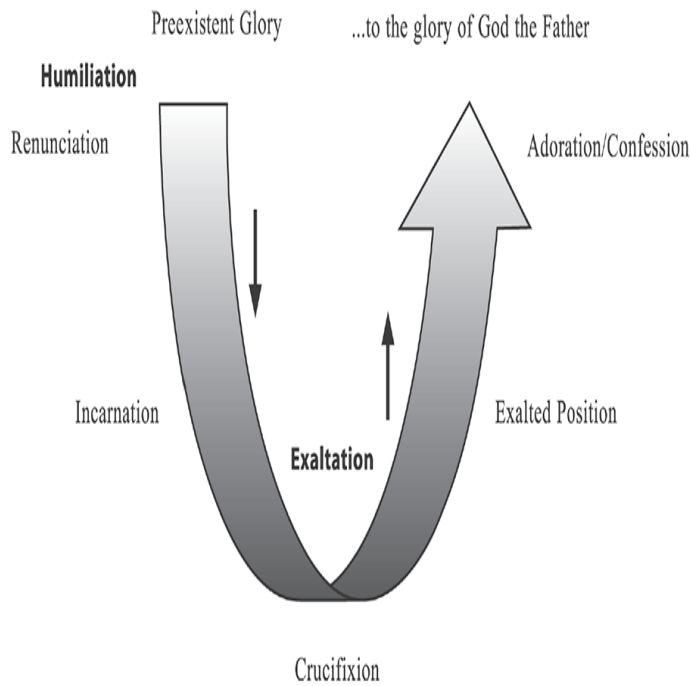 Preexistent Glory
...to the glory of God the Father
Humiliation
Renunciation
Adoration/Confession
Incarnation
Exalted Position
Exaltation
Crucifixion